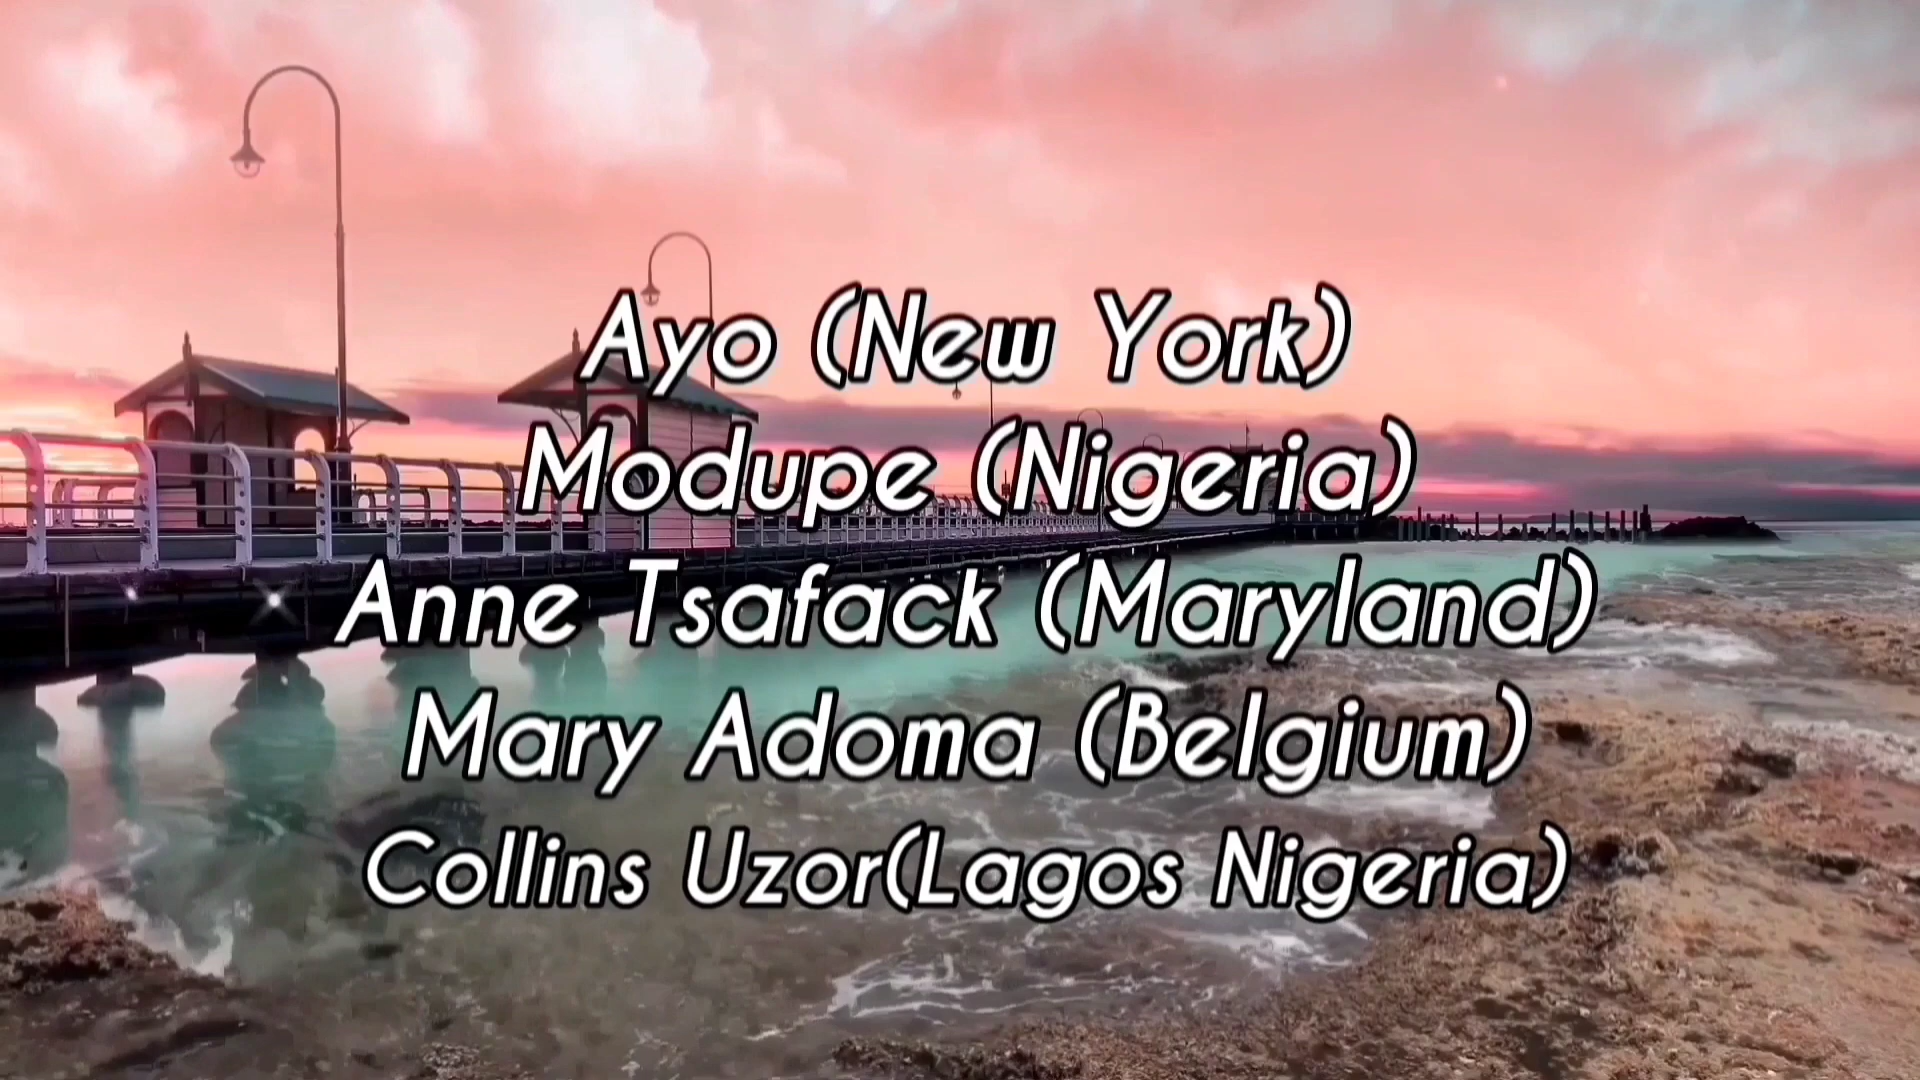 Ayo (New York)
Modupe (Nigeria)
Anne Tsafack (Maryland)
Mary Adoma (Belgium)
Collins Uzor(Lagos Nigeria)